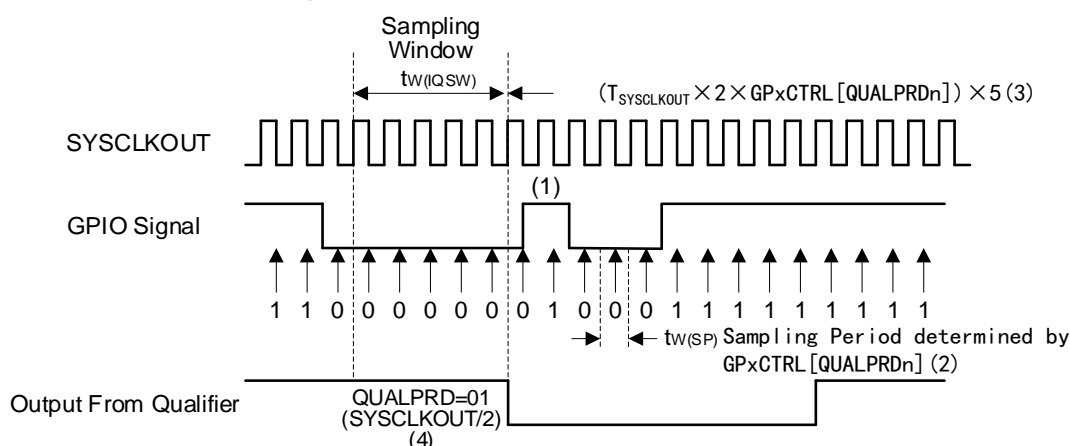 Sampling
Window
tW(IQSW)
(TSYSCLKOUT×2×GPxCTRL[QUALPRDn])×5(3)
SYSCLKOUT
(1)
GPIO Signal
1 1 0 0 0 0 0 0 0 1 0 0 0 1 1 1 1 1 1 1 1 1
tW(SP) Sampling Period determined by
GPxCTRL[QUALPRDn](2)
Output From Qualifier
QUALPRD=01
(SYSCLKOUT/2)
(4)